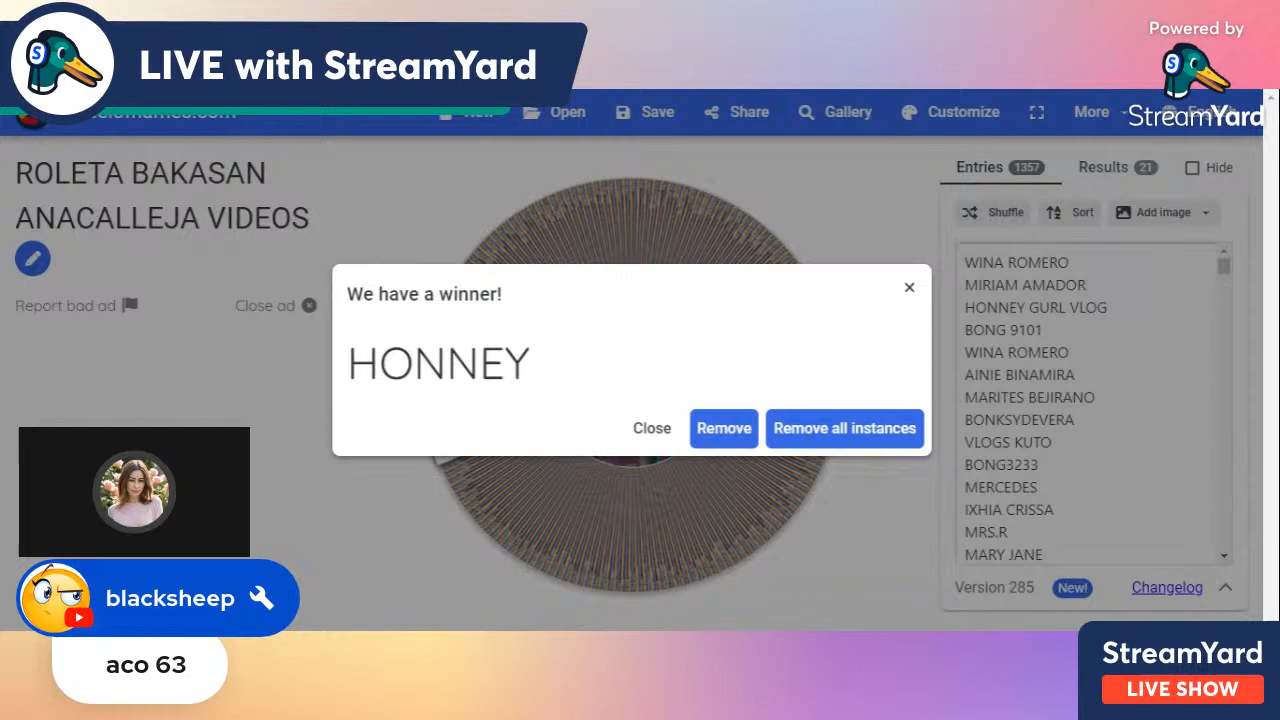 LIVE with StreamYard
Powered by
StreamYard
Open
Save
Share
Gallery
Customize
More
ROLETA BAKASAN
ANACALLEJA VIDEOS
Report bad ad
Close ad
Entries 1357
Results 21
Hide
Shuffle
Sort
Add image
WINA ROMERO
MIRIAM AMADOR
HONNEY GURL VLOG
BONG 9101
WINA ROMERO
AINIE BINAMIRA
MARITES BEJIRANO
BONKSYDEVERA
VLOGS KUTO
BONG3233
MERCEDES
IXHIA CRISSA
MRS.R
MARY JANE
Version 285
New!
Changelog
We have a winner!
HONNEY
Close
Remove
Remove all instances
blacksheep
aco 63
StreamYard
LIVE SHOW